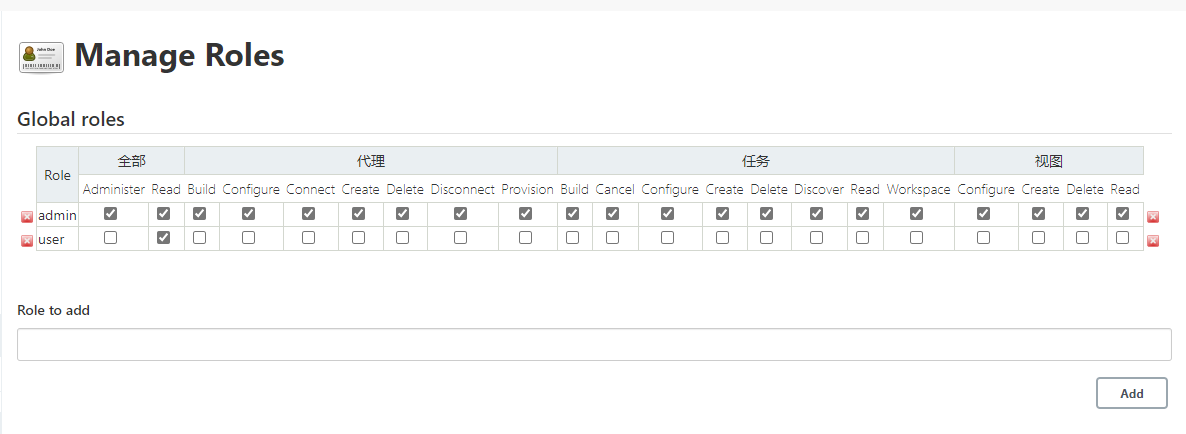 John Doe
Manage Roles
Global roles
Role 全部 代理 任务 视图
Administer Read Build Configure Connect Create Delete Disconnect Provision Build Cancel Configure Create Delete Discover Read Workspace Configure Create Delete Read
admin
user
Role to add
Add